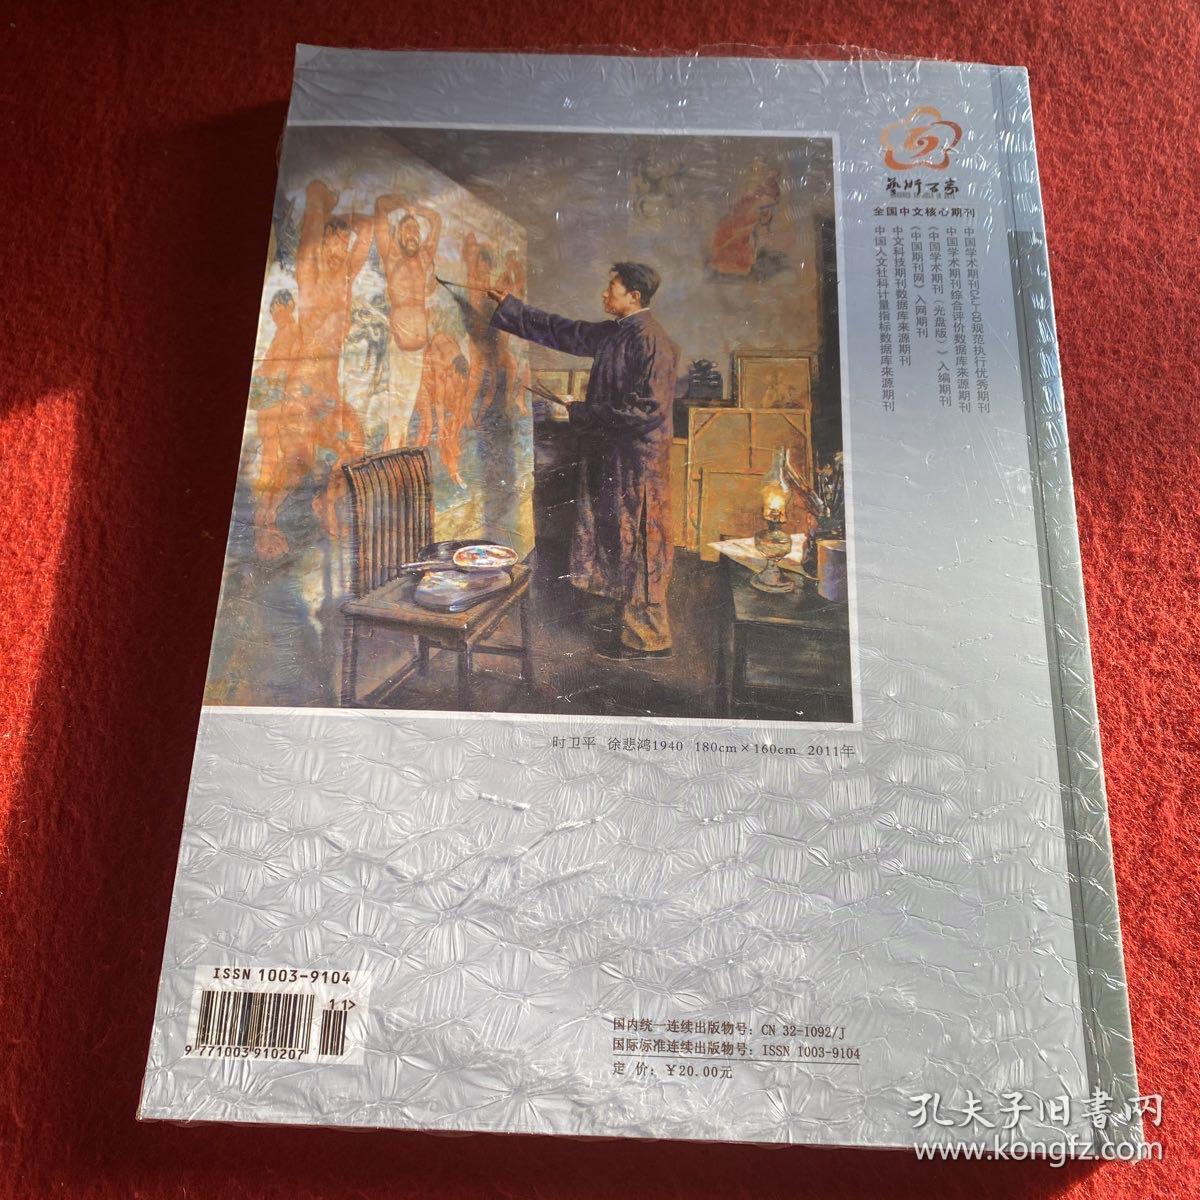 藝術百家
HUNDRED SCHOOLS IN ARTS
全国中文核心期刊
中国学术期刊CAJ-CD规范执行优秀期刊
中国学术期刊综合评价数据库来源期刊
《中国学术期刊(光盘版)》入编期刊
《中国期刊网》入网期刊
中文科技期刊数据库来源期刊
中国人文社科计量指标数据库来源期刊
时卫平 徐悲鸿1940 180cm×160cm 2011年
ISSN 1003-9104
11>
9 771003 910207
国内统一连续出版物号：CN 32-1092/J
国际标准连续出版物号：ISSN 1003-9104
定 价：￥20.00元
孔夫子旧書网
www.kongfz.com